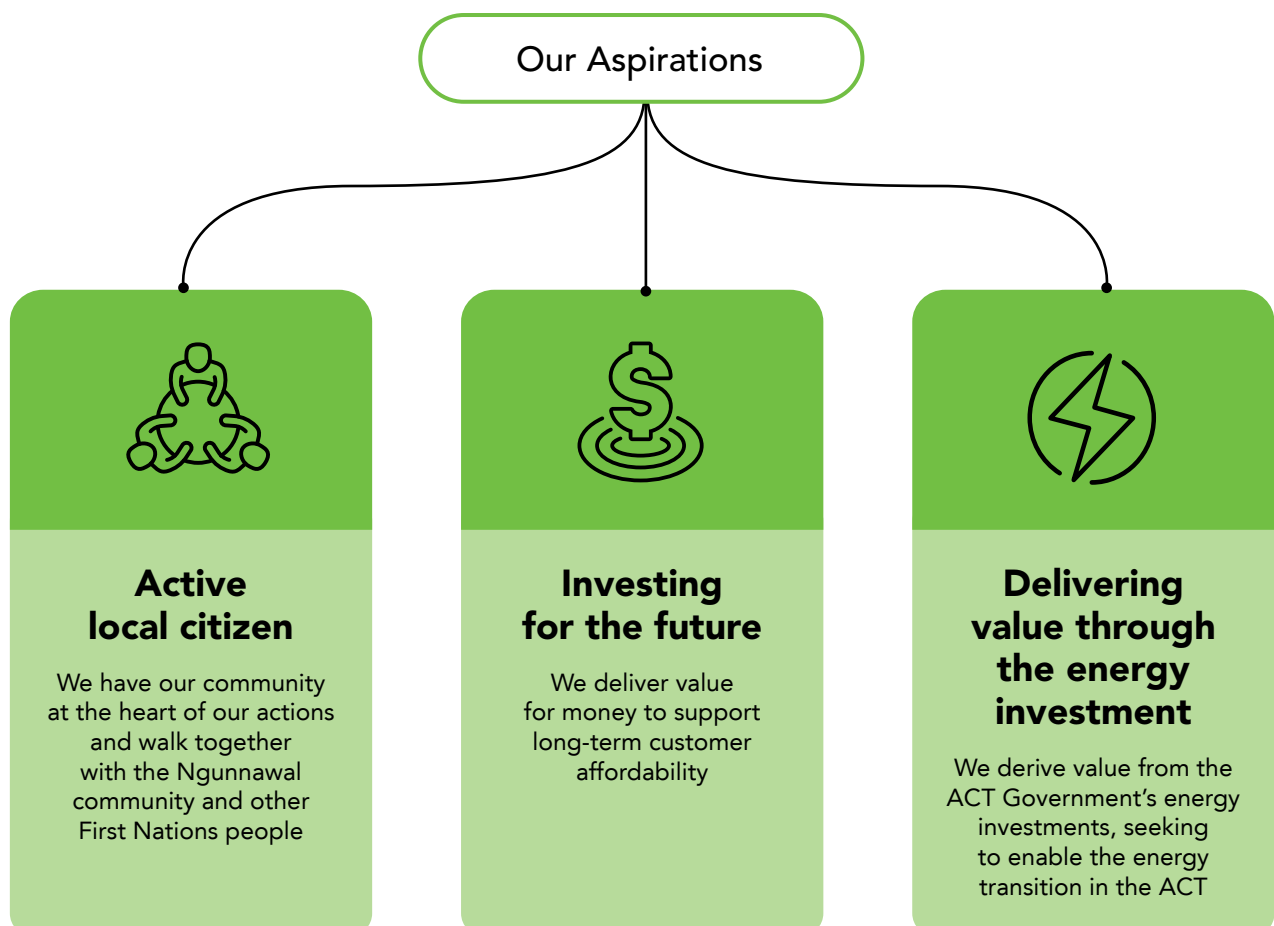 Our Aspirations
Active
local citizen
We have our community
at the heart of our actions
and walk together
with the Ngunnawal
community and other
First Nations people
Investing
for the future
We deliver value
for money to support
long-term customer
affordability
Delivering
value through
the energy
investment
We derive value from the
ACT Government’s energy
investments, seeking
to enable the energy
transition in the ACT